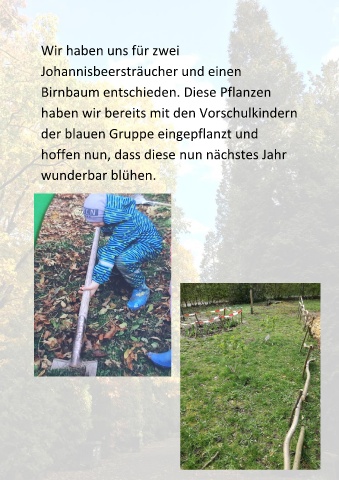 Wir haben uns für zwei
Johannisbeersträucher und einen
Birnbaum entschieden. Diese Pflanzen
haben wir bereits mit den Vorschulkindern
der blauen Gruppe eingepflanzt und
hoffen nun, dass diese nun nächstes Jahr
wunderbar blühen.